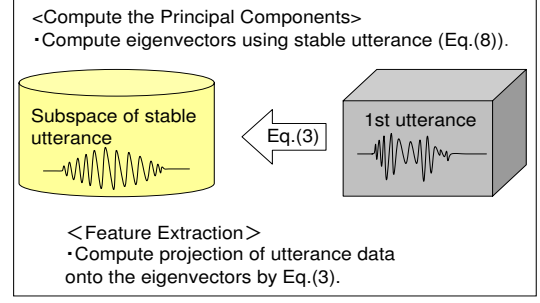 <Compute the Principal Components>
・Compute eigenvectors using stable utterance (Eq.(8)).
Subspace of stable
utterance
Eq.(3)
1st utterance
＜Feature Extraction＞
・Compute projection of utterance data
onto the eigenvectors by Eq.(3).